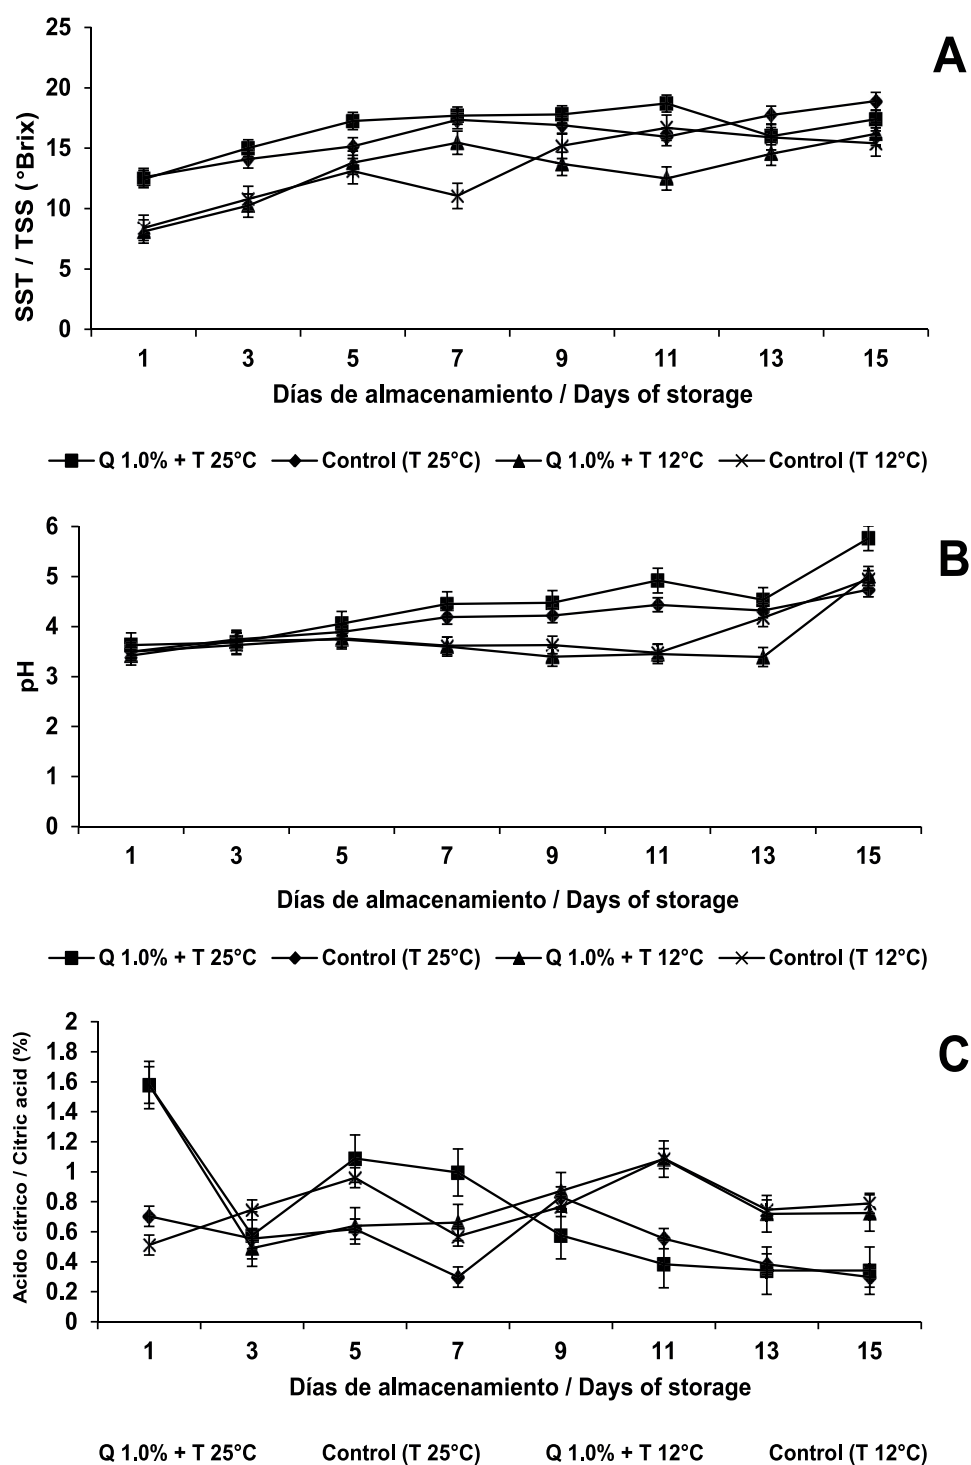 A
25
20
15
10
5
0
SST / TSS (°Brix)
1 3 5 7 9 11 13 15
Días de almacenamiento / Days of storage
Q 1.0% + T 25°C Control (T 25°C) Q 1.0% + T 12°C Control (T 12°C)
B
6
5
4
3
2
1
0
pH
1 3 5 7 9 11 13 15
Días de almacenamiento / Days of storage
Q 1.0% + T 25°C Control (T 25°C) Q 1.0% + T 12°C Control (T 12°C)
C
2
1.8
1.6
1.4
1.2
1
0.8
0.6
0.4
0.2
0
Acido cítrico / Citric acid (%)
1 3 5 7 9 11 13 15
Días de almacenamiento / Days of storage
Q 1.0% + T 25°C Control (T 25°C) Q 1.0% + T 12°C Control (T 12°C)